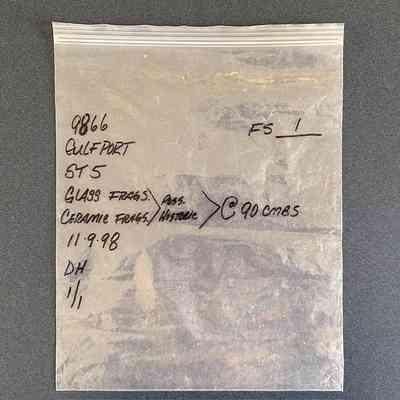 9866
FS 1
GULFPORT
ST 5
GLASS FRAGS. POSS.
CERAMIC FRAGS. HISTORIC @ 90 CMBS
11.9.98
DH
1/1